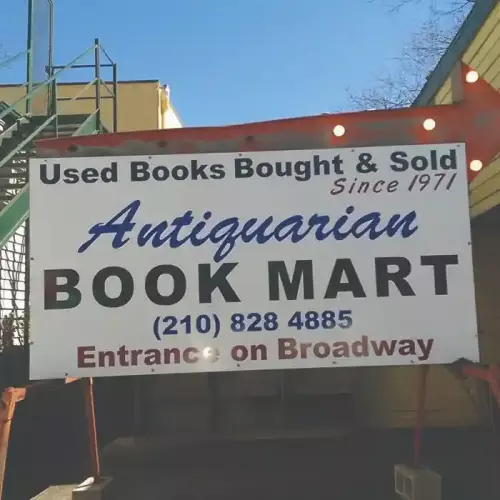 Used Books Bought & Sold
Since 1971
Antiquarian
BOOK MART
(210) 828 4885
Entrance on Broadway